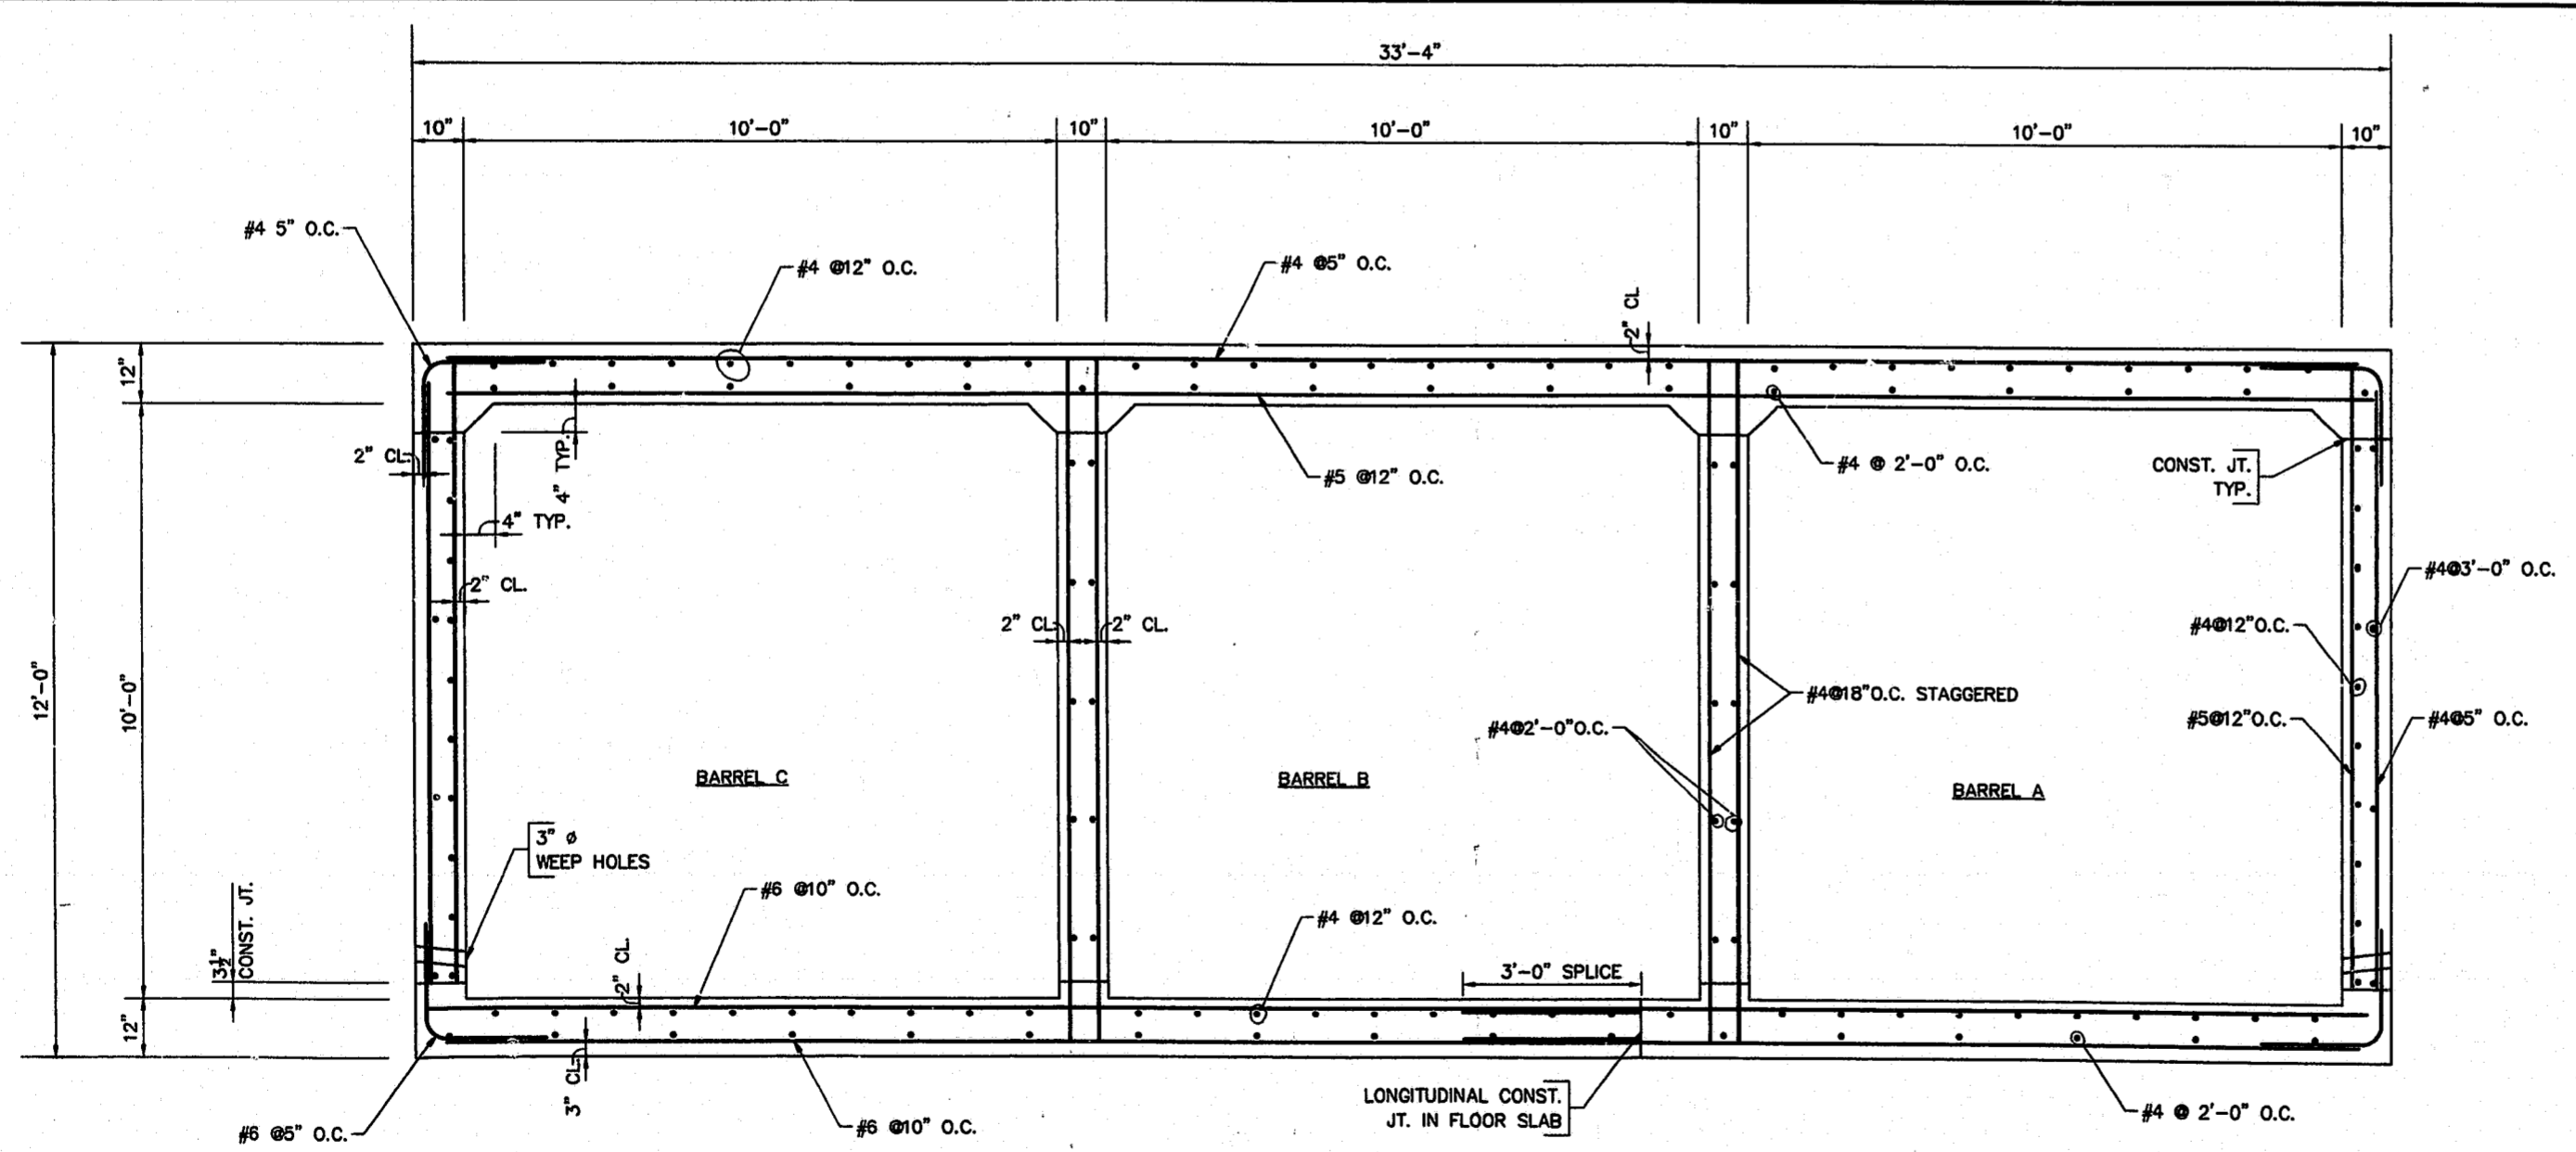 33'-4"
10"
10'-0"
10"
10'-0"
10"
10'-0"
10"
#4 5" O.C.
#4 @12" O.C.
#4 @5" O.C.
2" CL
12"
2" CL.
4" TYP.
4" TYP.
#5 @12" O.C.
#4 @ 2'-0" O.C.
CONST. JT.
TYP.
2" CL.
2" CL
2" CL.
#4@3'-0" O.C.
#4@12"O.C.
12'-0"
10'-0"
#4@18"O.C. STAGGERED
#4@2'-0"O.C.
#5@12"O.C.
#4@5" O.C.
BARREL C
BARREL B
BARREL A
3" ø
WEEP HOLES
#6 @10" O.C.
3½"
CONST. JT.
2" CL.
#4 @12" O.C.
3'-0" SPLICE
12"
3" CL
LONGITUDINAL CONST.
JT. IN FLOOR SLAB
#6 @5" O.C.
#6 @10" O.C.
#4 @ 2'-0" O.C.